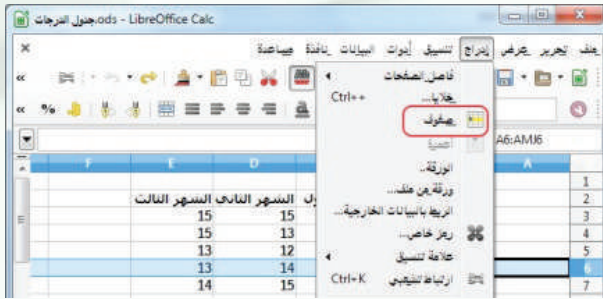 جدول الدرجات.ods - LibreOffice Calc
ملف تحرير عرض إدراج تنسيق أدوات البيانات نافذة مساعدة
فاصل الصفحات
خلايا... Ctrl++
صفوف
أعمدة
الورقة..
ورقة من ملف...
الربط بالبيانات الخارجية...
رمز خاص...
علامة تنسيق
ارتباط تشعبي Ctrl+K
%
A6:AMJ6
F E D A
1
2 الشهر الثاني الشهر الثالث
3 15 15
4 13 15
5 12 13
6 14 13
7 15 14